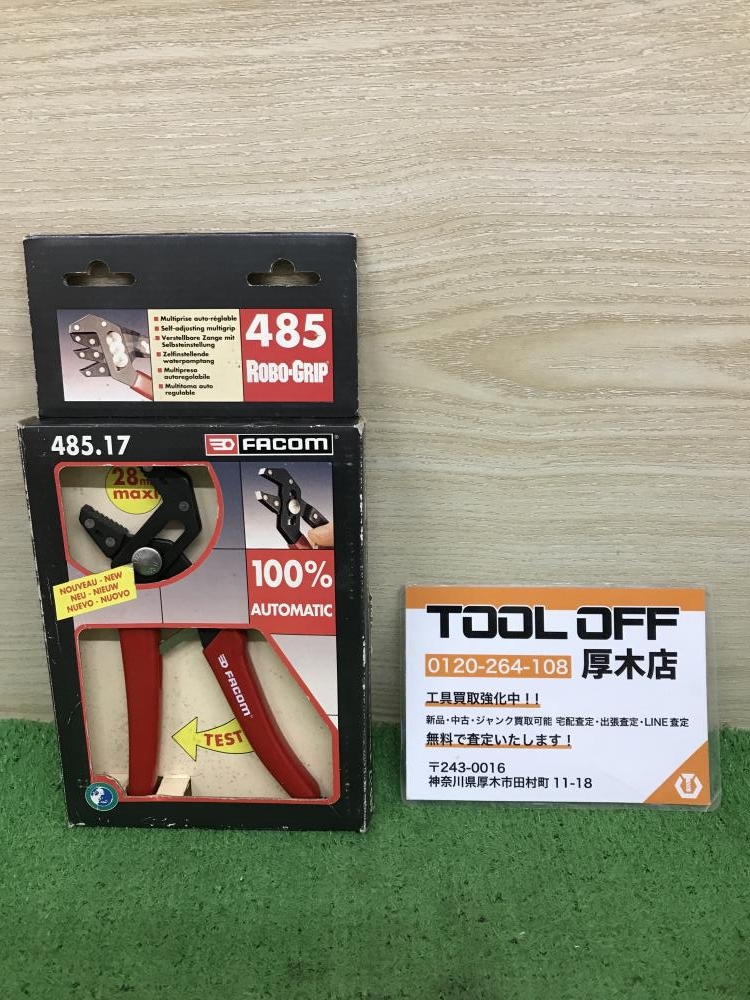 Multiprise auto-réglable
Self-adjusting multigrip
Verstellbare Zange mit
Selbsteinstellung
Zelfinstellende
waterpomptang
Multipresa
autoregolabile
Multitoma auto
regulable
485
ROBO-GRIP
485.17
FACOM
28
maxi
NOUVEAU - NEW
NEU - NIEUW
NUEVO - NUOVO
100%
AUTOMATIC
FACOM
TEST
TOOL OFF
0120-264-108 厚木店
工具買取強化中！！
新品・中古・ジャンク買取可能 宅配査定・出張査定・LINE査定
無料で査定いたします！
〒243-0016
神奈川県厚木市田村町 11-18